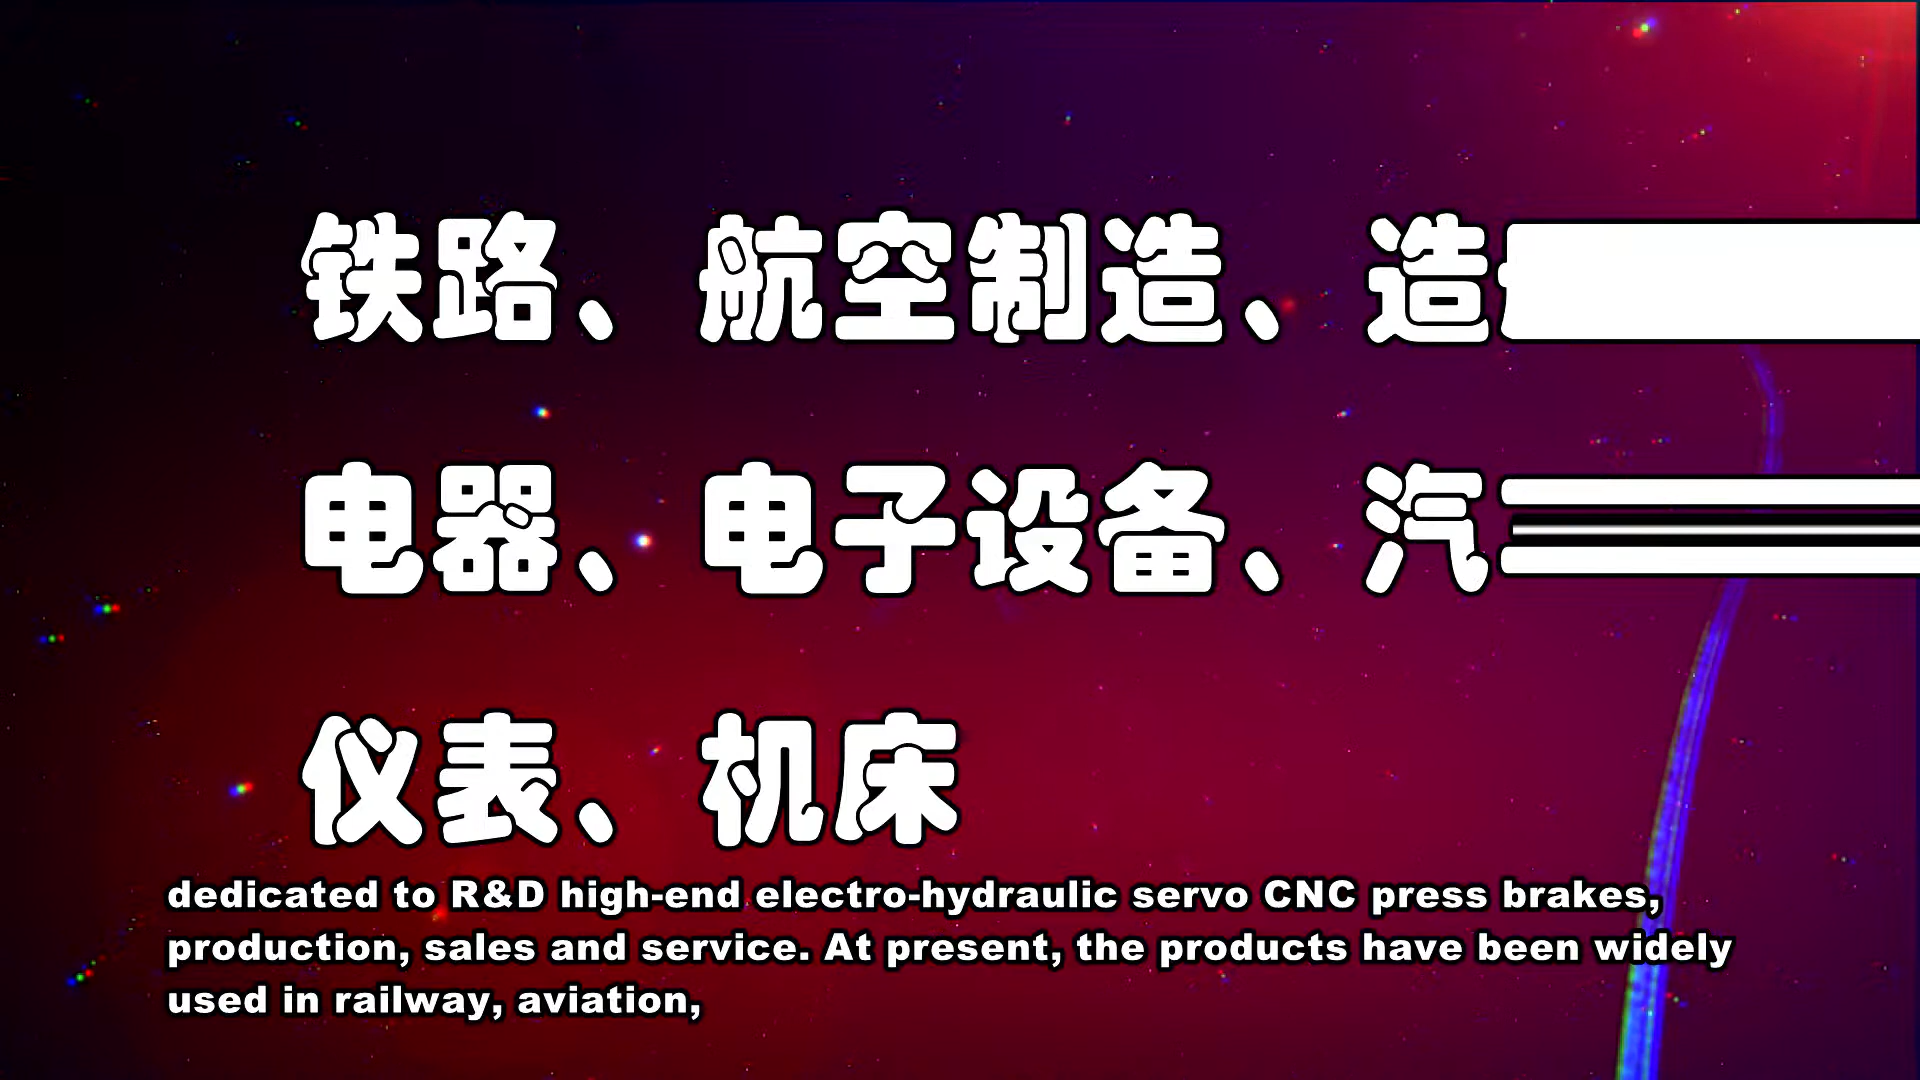 铁路、航空制造、造
电器、电子设备、汽
仪表、机床
dedicated to R&D high-end electro-hydraulic servo CNC press brakes,
production, sales and service. At present, the products have been widely
used in railway, aviation,